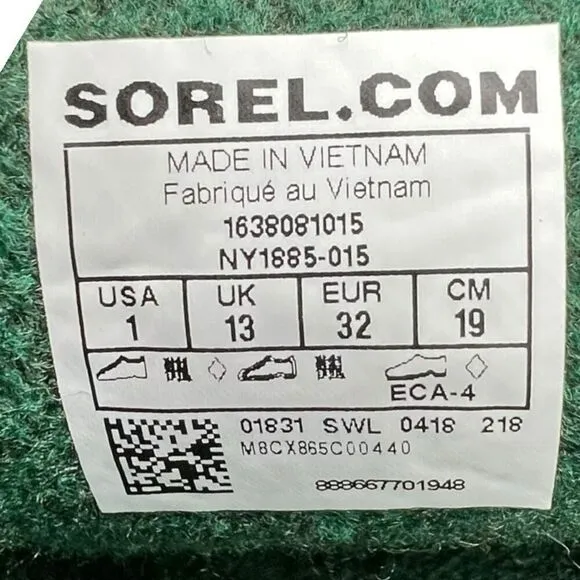 SOREL.COM
MADE IN VIETNAM
Fabriqué au Vietnam
1638081015
NY1885-015
USA UK EUR CM
1 13 32 19
ECA-4
01831 SWL 0418 218
M8CX865C00440
888667701948